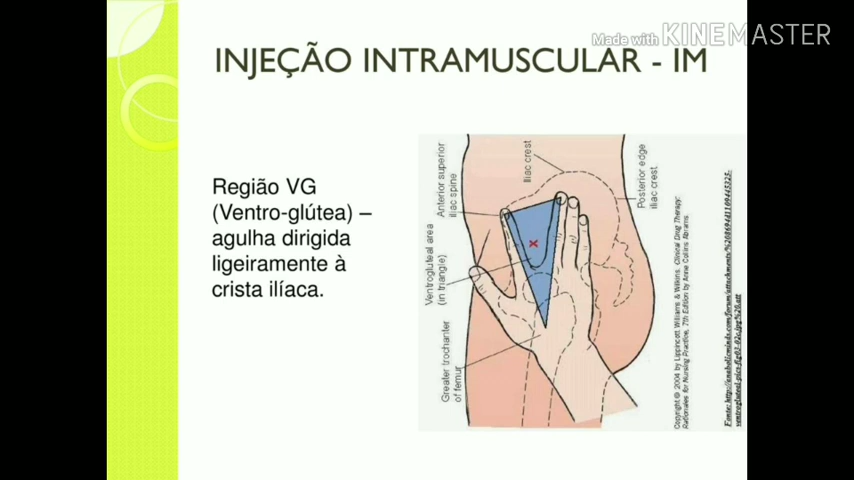 Made with KINEMASTER
INJEÇÃO INTRAMUSCULAR - IM
Região VG
(Ventro-glútea) –
agulha dirigida
ligeiramente à
crista ilíaca.
Anterior superior
iliac spine
Iliac crest
Posterior edge
iliac crest
Ventrogluteal area
(in triangle)
Greater trochanter
of femur
x
Copyright © 2004 by Lippincott Williams & Wilkins: Clinical Drug Therapy:
Rationales for Nursing Practice, 7th Edition by Anne Collins Abrams
Fonte: